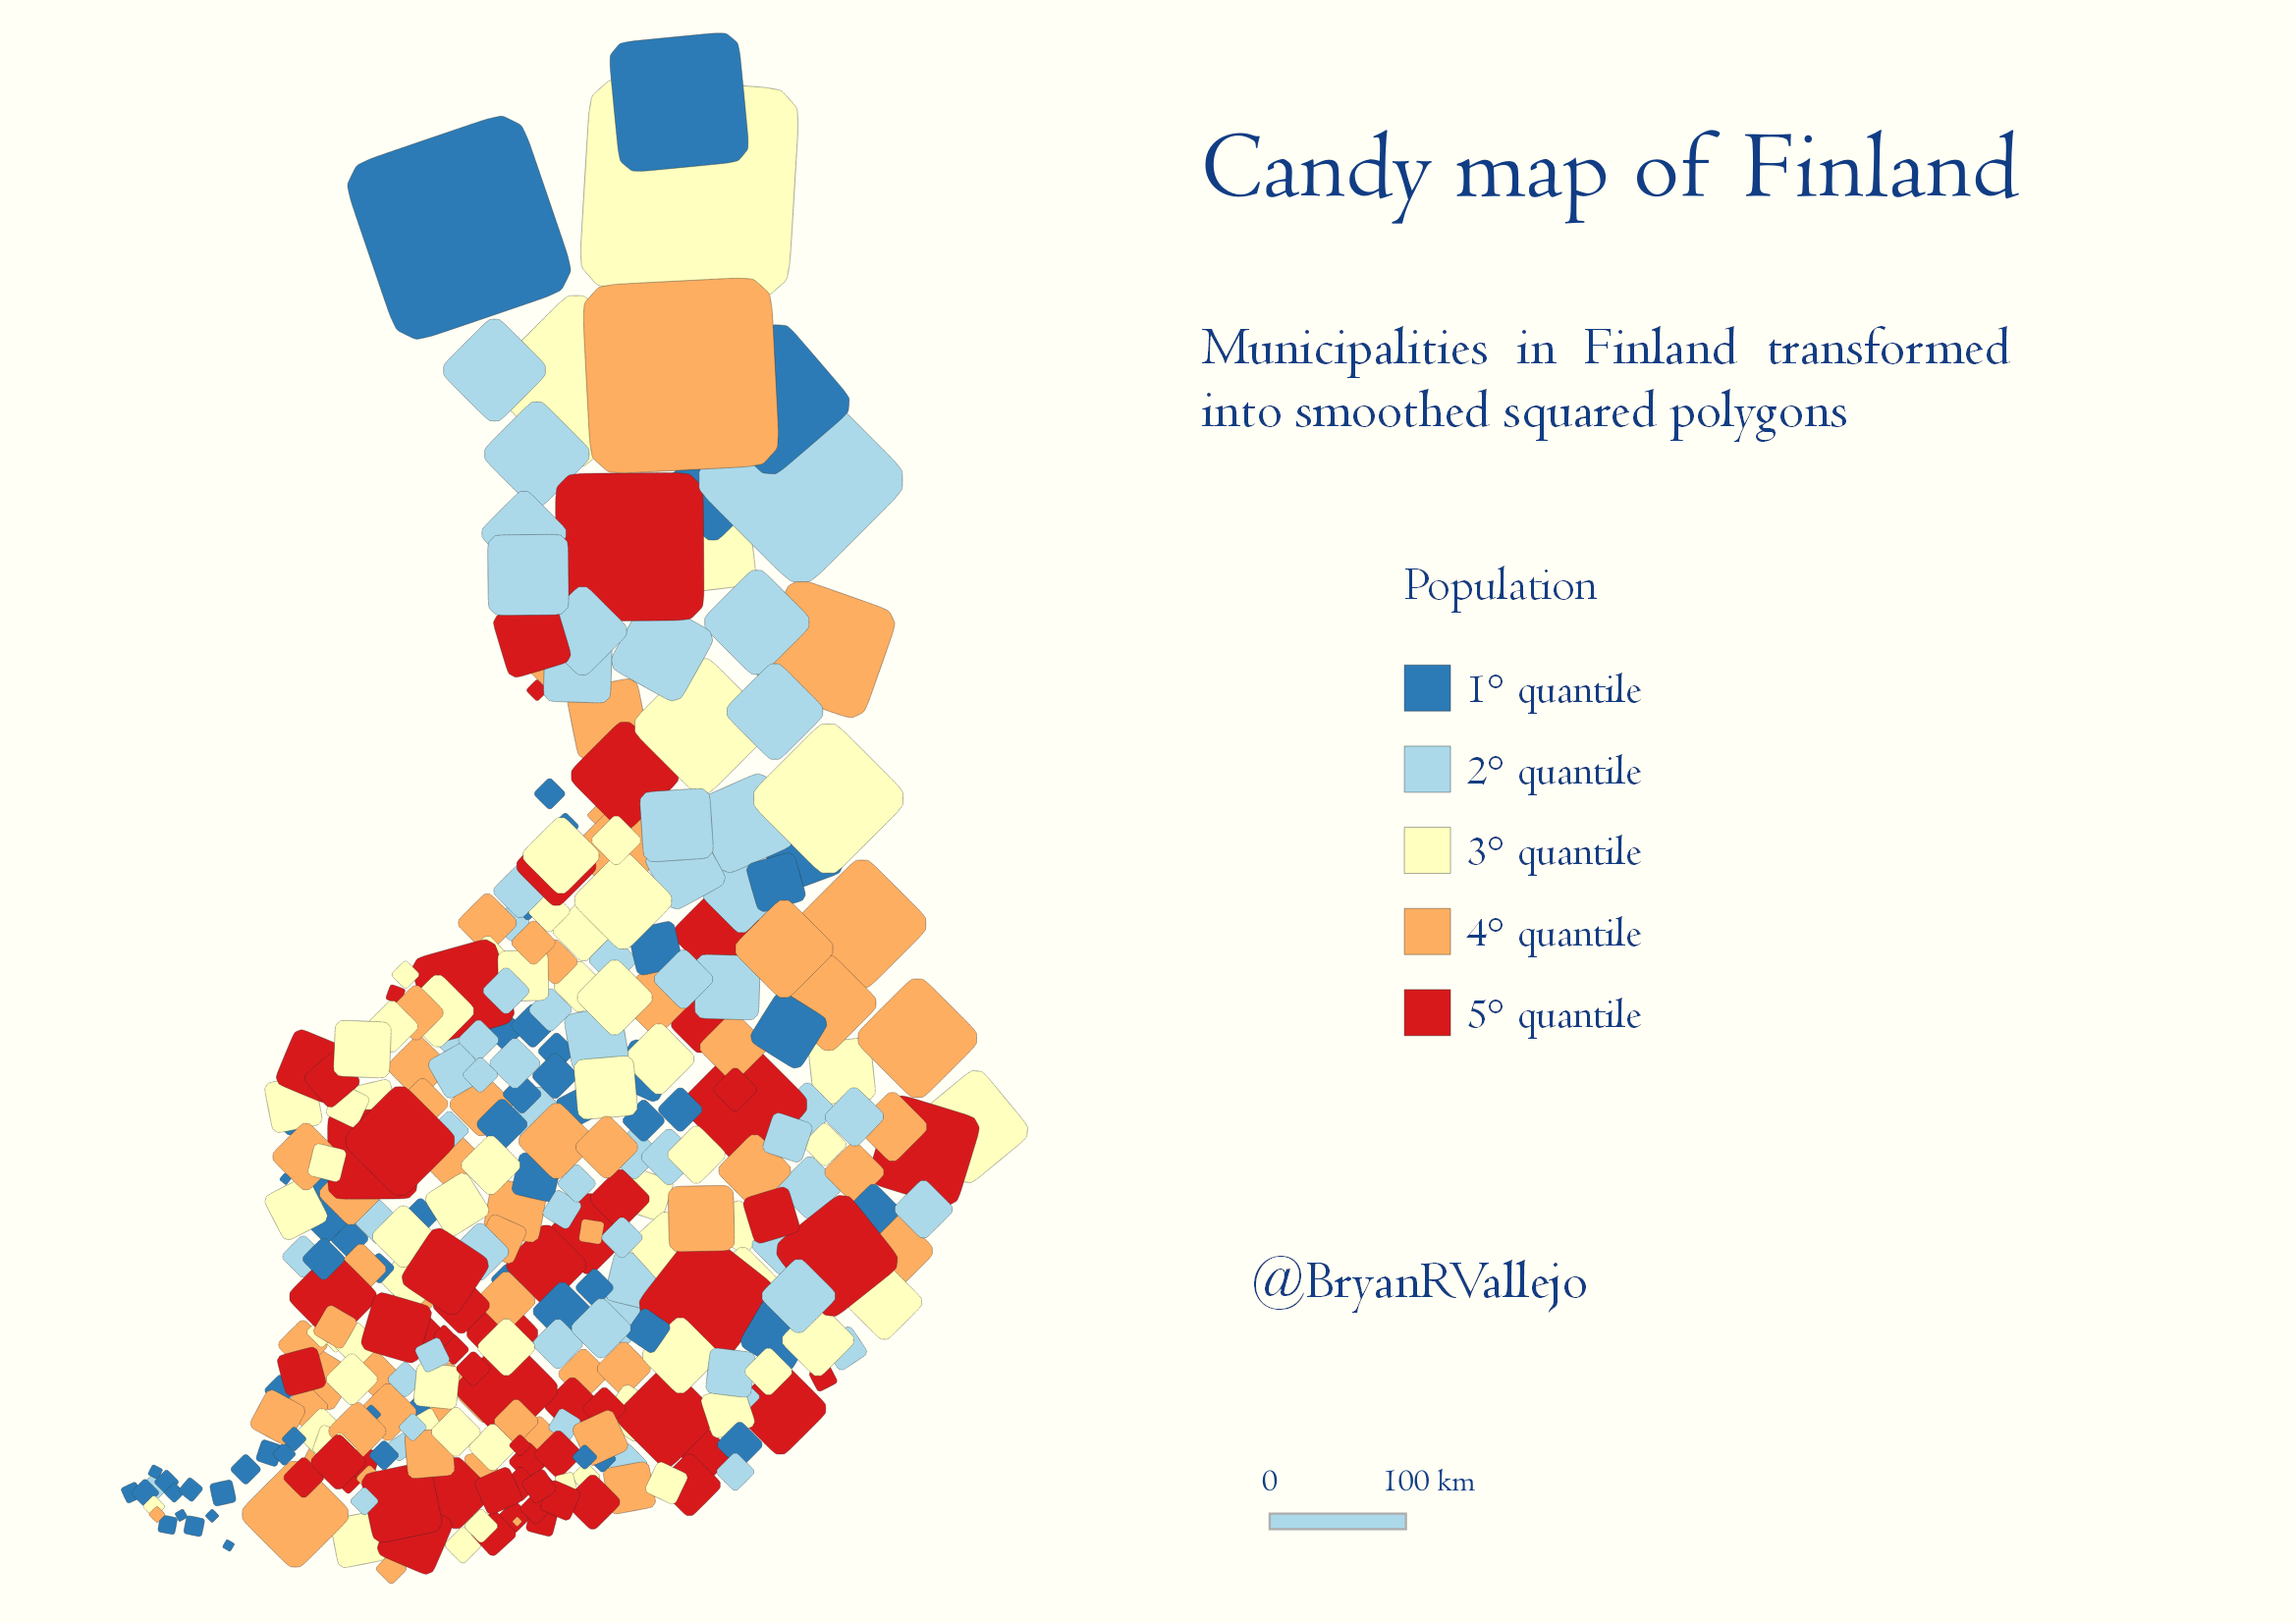 Candy map of Finland
Municipalities in Finland transformed
into smoothed squared polygons
Population
1° quantile
2° quantile
3° quantile
4° quantile
5° quantile
@BryanRVallejo
0 100 km